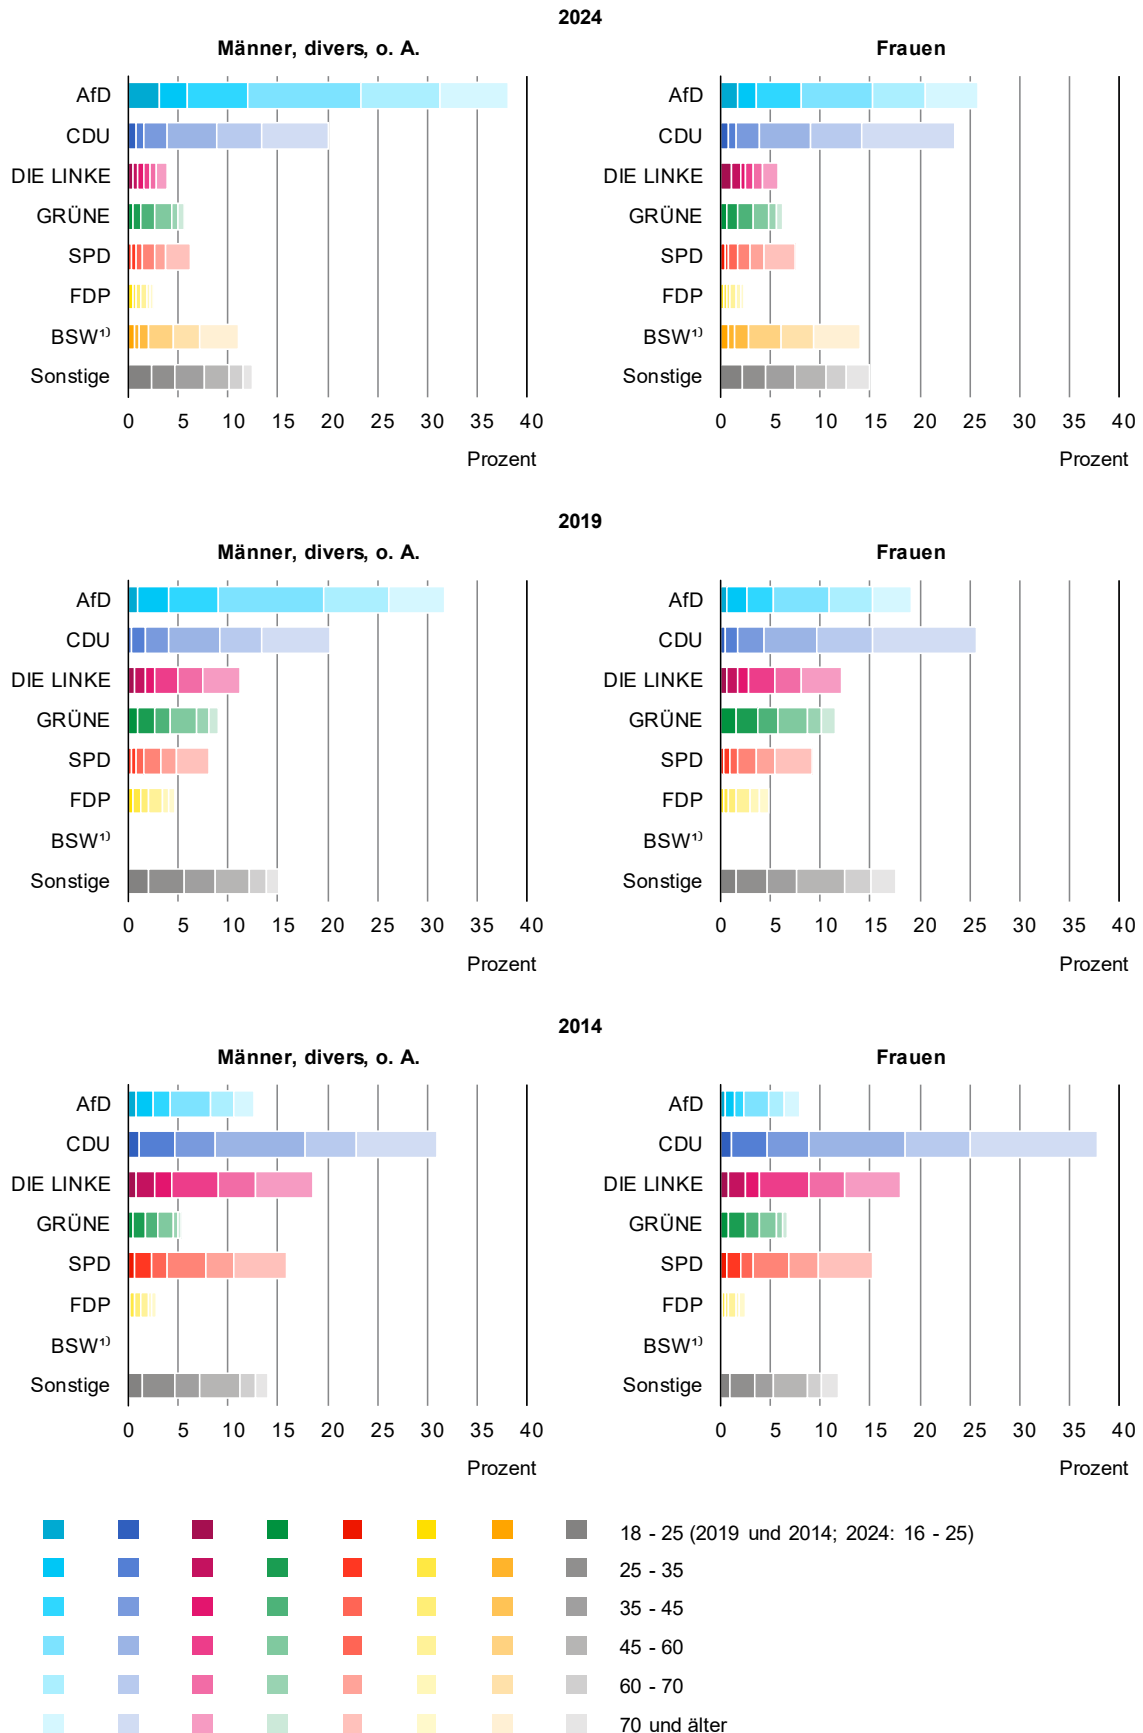 2024
Männer, divers, o. A.
Frauen
AfD
CDU
DIE LINKE
GRÜNE
SPD
FDP
BSW¹⁾
Sonstige
0 5 10 15 20 25 30 35 40
Prozent
AfD
CDU
DIE LINKE
GRÜNE
SPD
FDP
BSW¹⁾
Sonstige
0 5 10 15 20 25 30 35 40
Prozent
2019
Männer, divers, o. A.
Frauen
AfD
CDU
DIE LINKE
GRÜNE
SPD
FDP
BSW¹⁾
Sonstige
0 5 10 15 20 25 30 35 40
Prozent
AfD
CDU
DIE LINKE
GRÜNE
SPD
FDP
BSW¹⁾
Sonstige
0 5 10 15 20 25 30 35 40
Prozent
2014
Männer, divers, o. A.
Frauen
AfD
CDU
DIE LINKE
GRÜNE
SPD
FDP
BSW¹⁾
Sonstige
0 5 10 15 20 25 30 35 40
Prozent
AfD
CDU
DIE LINKE
GRÜNE
SPD
FDP
BSW¹⁾
Sonstige
0 5 10 15 20 25 30 35 40
Prozent
18 - 25 (2019 und 2014; 2024: 16 - 25)
25 - 35
35 - 45
45 - 60
60 - 70
70 und älter